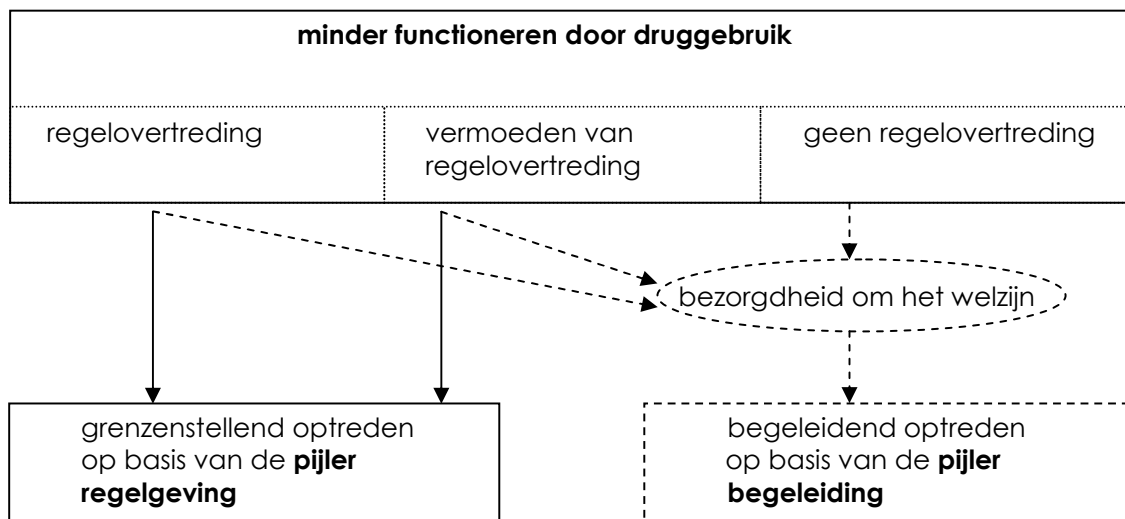 minder functioneren door druggebruik
regelovertreding
vermoeden van
regelovertreding
geen regelovertreding
bezorgdheid om het welzijn
grenzenstellend optreden
op basis van de pijler
regelgeving
begeleidend optreden
op basis van de pijler
begeleiding